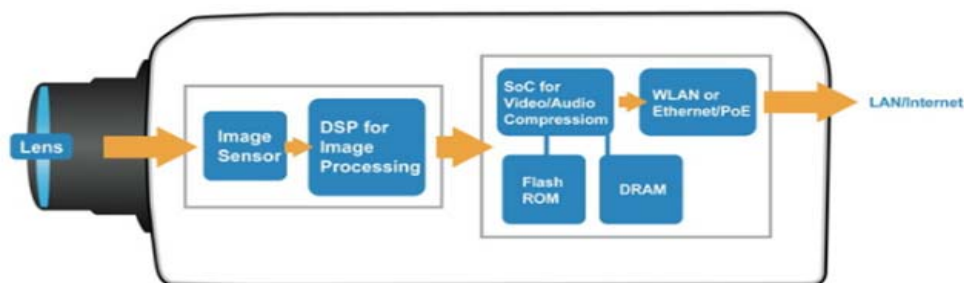 Lens
Image
Sensor
DSP for
Image
Processing
SoC for
Video/Audio
Compressiom
WLAN or
Ethernet/PoE
Flash
ROM
DRAM
LAN/Internet